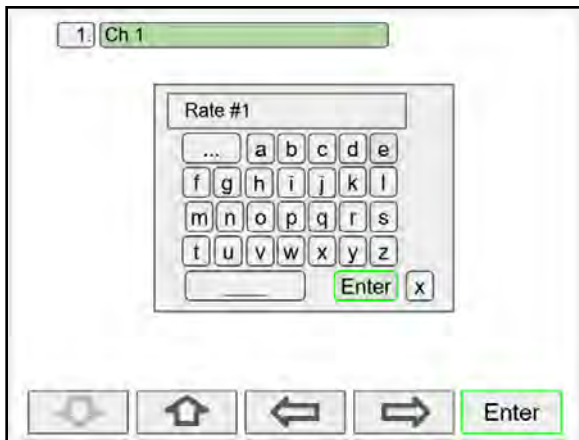 1. Ch 1
Rate #1
... a b c d e
f g h i j k l
m n o p q r s
t u v w x y z
Enter x
Enter